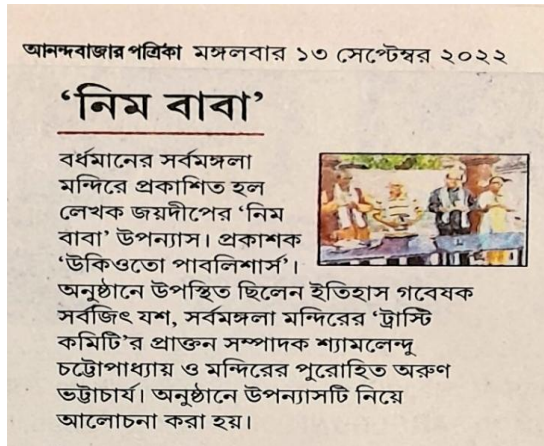 আনন্দবাজার পত্রিকা মঙ্গলবার ১৩ সেপ্টেম্বর ২০২২
‘নিম বাবা’
বর্ধমানের সর্বমঙ্গলা
মন্দিরে প্রকাশিত হল
লেখক জয়দীপের ‘নিম
বাবা’ উপন্যাস। প্রকাশক
‘উকিওতো পাবলিশার্স’।
অনুষ্ঠানে উপস্থিত ছিলেন ইতিহাস গবেষক
সর্বজিৎ যশ, সর্বমঙ্গলা মন্দিরের ‘ট্রাস্টি
কমিটি’র প্রাক্তন সম্পাদক শ্যামলেন্দু
চট্টোপাধ্যায় ও মন্দিরের পুরোহিত অরুণ
ভট্টাচার্য। অনুষ্ঠানে উপন্যাসটি নিয়ে
আলোচনা করা হয়।